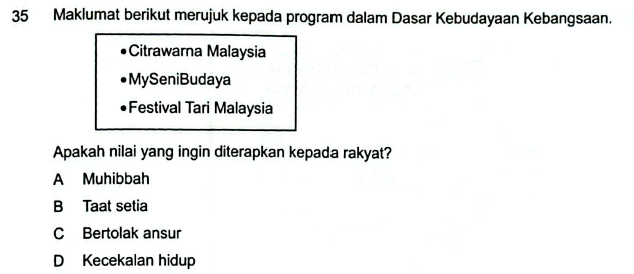 35 Maklumat berikut merujuk kepada program dalam Dasar Kebudayaan Kebangsaan.
•Citrawarna Malaysia
•MySeniBudaya
•Festival Tari Malaysia
Apakah nilai yang ingin diterapkan kepada rakyat?
A Muhibbah
B Taat setia
C Bertolak ansur
D Kecekalan hidup